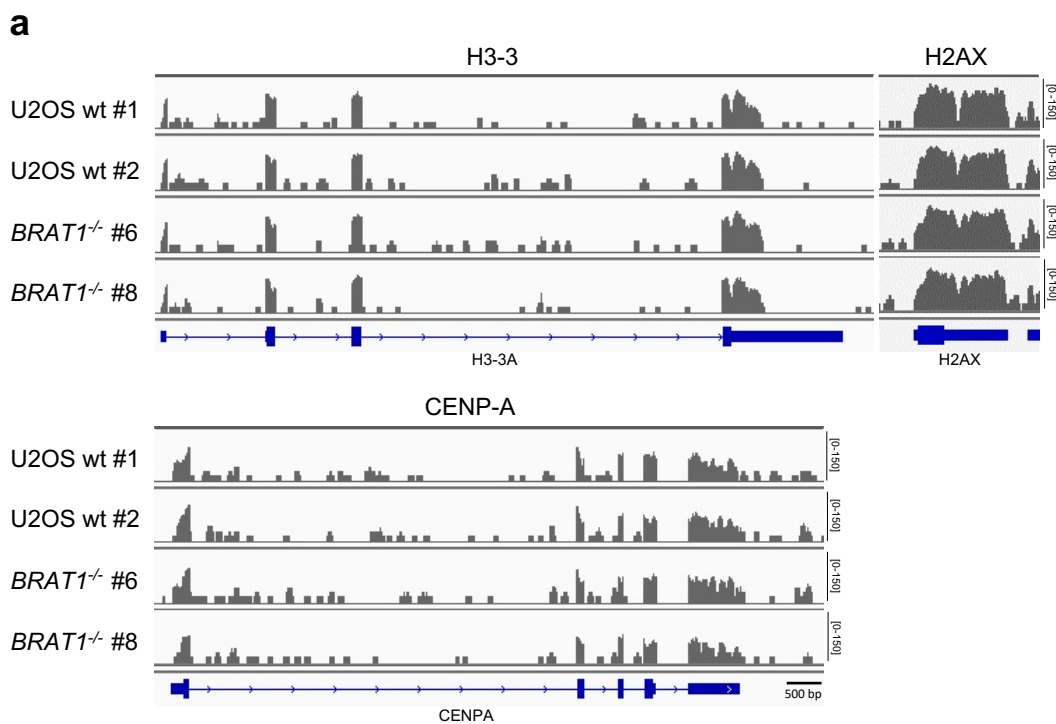 a
H3-3
H2AX
U2OS wt #1
[0-150]
U2OS wt #2
[0-150]
BRAT1-/- #6
[0-150]
BRAT1-/- #8
[0-150]
H3-3A
H2AX
CENP-A
U2OS wt #1
[0-150]
U2OS wt #2
[0-150]
BRAT1-/- #6
[0-150]
BRAT1-/- #8
[0-150]
500 bp
CENPA